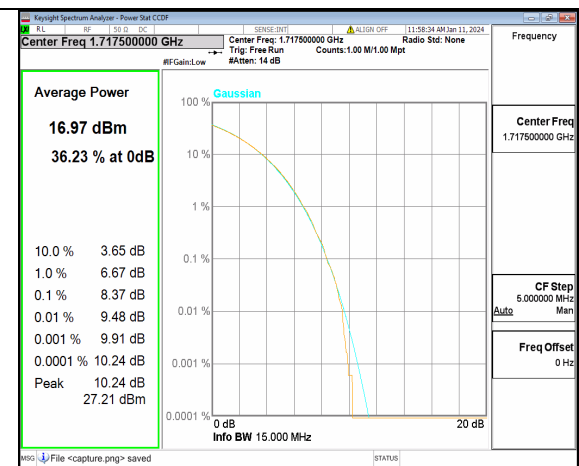 Keysight Spectrum Analyzer - Power Stat CCDF
RL RF 50 Ω DC SENSE:INT ALIGN OFF 11:58:34 AM Jan 11, 2024
Center Freq 1.717500000 GHz
Center Freq: 1.717500000 GHz Radio Std: None
Trig: Free Run Counts:1.00 M/1.00 Mpt
#IFGain:Low #Atten: 14 dB
Frequency
Average Power
16.97 dBm
36.23 % at 0dB
10.0 % 3.65 dB
1.0 % 6.67 dB
0.1 % 8.37 dB
0.01 % 9.48 dB
0.001 % 9.91 dB
0.0001 % 10.24 dB
Peak 10.24 dB
27.21 dBm
Gaussian
100 %
10 %
1 %
0.1 %
0.01 %
0.001 %
0.0001 %
0 dB 20 dB
Info BW 15.000 MHz
Center Freq
1.717500000 GHz
CF Step
5.000000 MHz
Auto Man
Freq Offset
0 Hz
MSG File <capture.png> saved STATUS